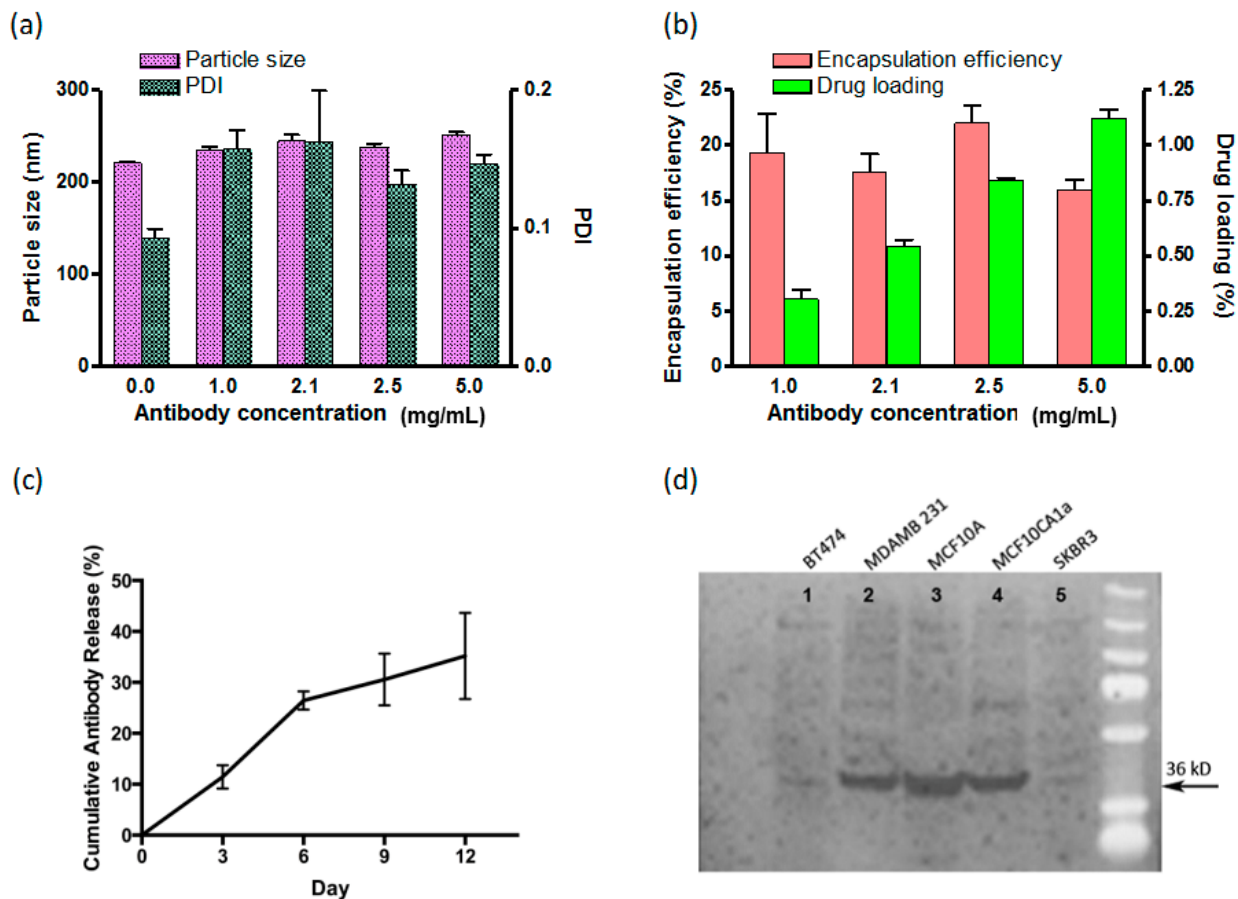 (a)
Particle size
PDI
Particle size (nm)
300
200
100
0
0.2
0.1
0.0
PDI
0.0 1.0 2.1 2.5 5.0
Antibody concentration (mg/mL)
(b)
Encapsulation efficiency
Drug loading
Encapsulation efficiency (%)
25
20
15
10
5
0
1.25
1.00
0.75
0.50
0.25
0.00
Drug loading (%)
1.0 2.1 2.5 5.0
Antibody concentration (mg/mL)
(c)
Cumulative Antibody Release (%)
50
40
30
20
10
0
0 3 6 9 12
Day
(d)
BT474 MDAMB 231 MCF10A MCF10CA1a SKBR3
1 2 3 4 5
36 kD